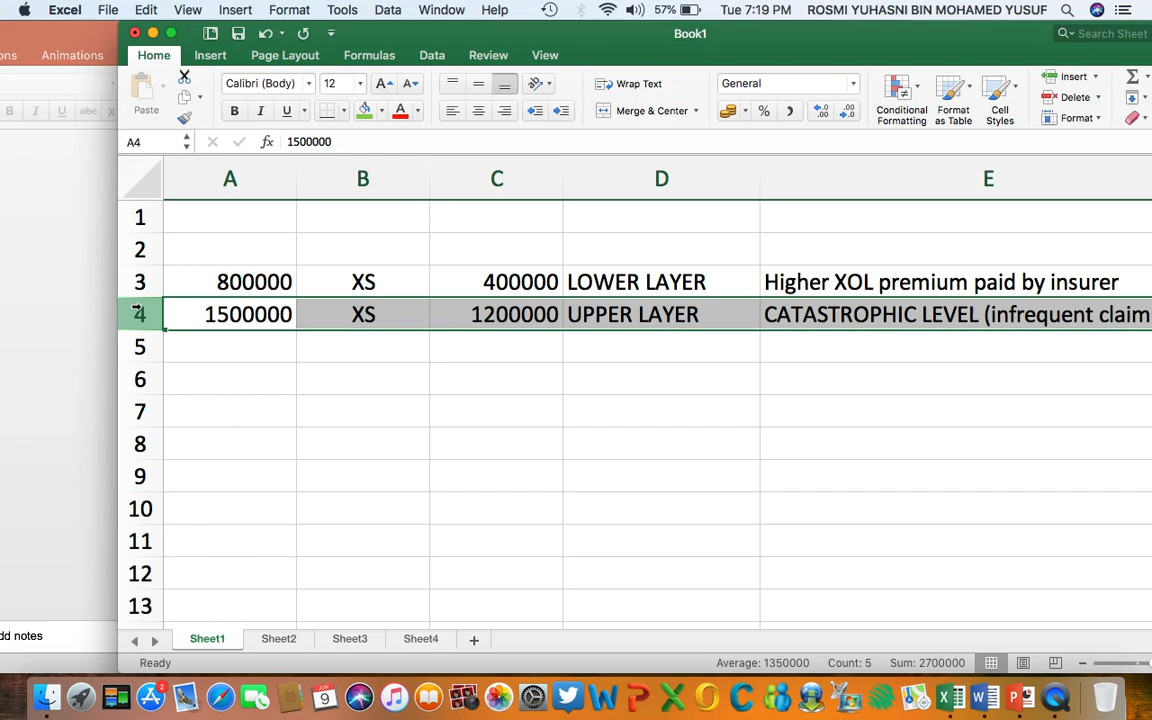 Excel File Edit View Insert Format Tools Data Window Help 57% Tue 7:19 PM ROSMI YUHASNI BIN MOHAMED YUSUF
Book1
Search Sheet
ons Animations
Home Insert Page Layout Formulas Data Review View
Paste
Calibri (Body) 12 A A
B I U A
Wrap Text
Merge & Center
General
%
Conditional Formatting
Format as Table
Cell Styles
Insert
Delete
Format
B I U abc
A4 fx 1500000
A B C D E
1
2
3 800000 XS 400000 LOWER LAYER Higher XOL premium paid by insurer
4 1500000 XS 1200000 UPPER LAYER CATASTROPHIC LEVEL (infrequent claim
5
6
7
8
9
10
11
12
13
dd notes
Sheet1 Sheet2 Sheet3 Sheet4 +
Ready Average: 1350000 Count: 5 Sum: 2700000
2
9